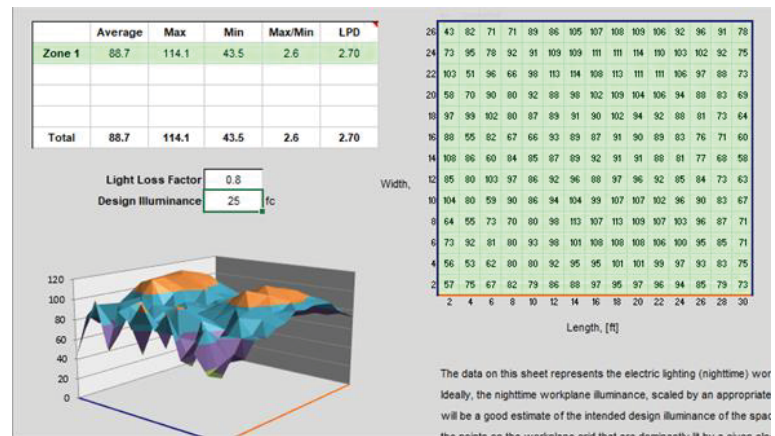 Average Max Min Max/Min LPD
Zone 1 88.7 114.1 43.5 2.6 2.70
Total 88.7 114.1 43.5 2.6 2.70
Light Loss Factor 0.8
Design Illuminance 25 fc
120
100
80
60
40
20
0
Width,
26 43 82 71 71 89 86 105 107 108 109 106 92 96 91 78
24 73 95 78 92 91 109 109 111 111 114 110 103 102 92 75
22 103 51 96 66 98 113 114 108 113 111 111 106 97 88 73
20 58 70 90 80 92 88 98 102 109 104 106 94 88 83 69
18 97 99 102 80 87 89 91 90 102 94 92 88 81 73 64
16 88 55 82 67 66 93 89 87 91 90 89 83 76 71 60
14 108 86 60 84 85 87 89 92 91 91 88 81 77 68 58
12 85 80 103 97 86 92 96 88 97 96 92 85 84 73 63
10 104 80 59 90 86 94 104 99 107 107 102 96 90 83 67
8 64 55 73 70 80 98 113 107 113 109 107 103 96 87 71
6 73 92 81 80 93 98 101 108 108 108 106 100 95 85 71
4 56 53 62 80 80 92 95 95 101 101 99 97 93 83 75
2 57 75 67 82 79 86 88 97 95 97 96 94 85 79 73
2 4 6 8 10 12 14 16 18 20 22 24 26 28 30
Length, [ft]
The data on this sheet represents the electric lighting (nighttime) wor
Ideally, the nighttime workplane illuminance, scaled by an appropriate
will be a good estimate of the intended design illuminance of the spac